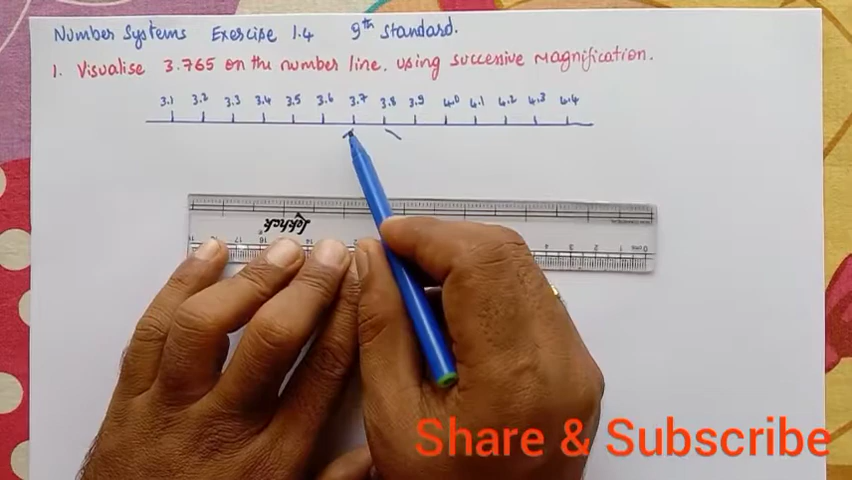 Number Systems Exercise 1.4 9th Standard.
1. Visualise 3.765 on the number line, using successive magnification.
3.1 3.2 3.3 3.4 3.5 3.6 3.7 3.8 3.9 4.0 4.1 4.2 4.3 4.4
Share & Subscribe